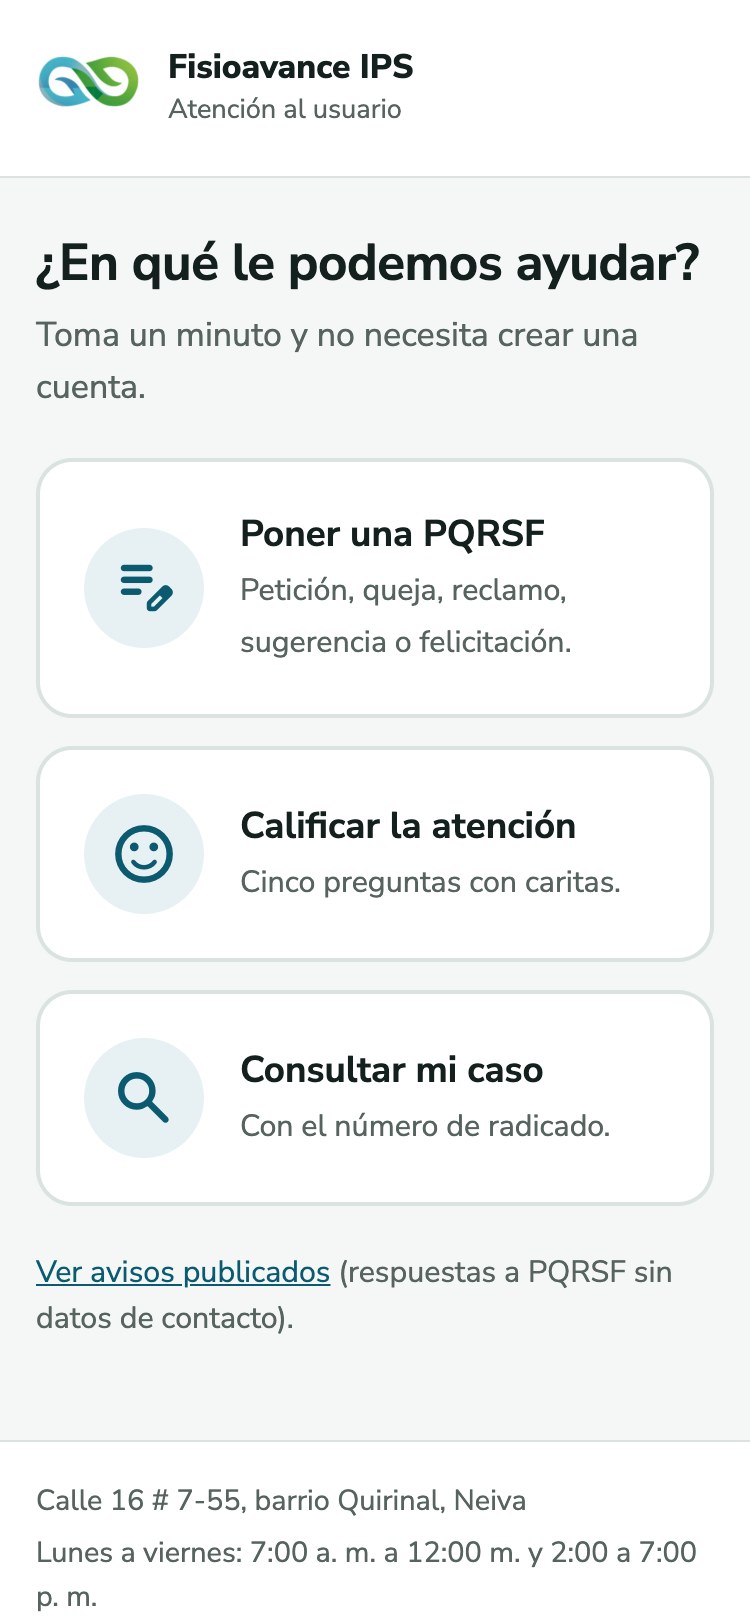 Fisioavance IPS
Atención al usuario
¿En qué le podemos ayudar?
Toma un minuto y no necesita crear una
cuenta.
Poner una PQRSF
Petición, queja, reclamo,
sugerencia o felicitación.
Calificar la atención
Cinco preguntas con caritas.
Consultar mi caso
Con el número de radicado.
Ver avisos publicados (respuestas a PQRSF sin
datos de contacto).
Calle 16 # 7-55, barrio Quirinal, Neiva
Lunes a viernes: 7:00 a. m. a 12:00 m. y 2:00 a 7:00
p. m.